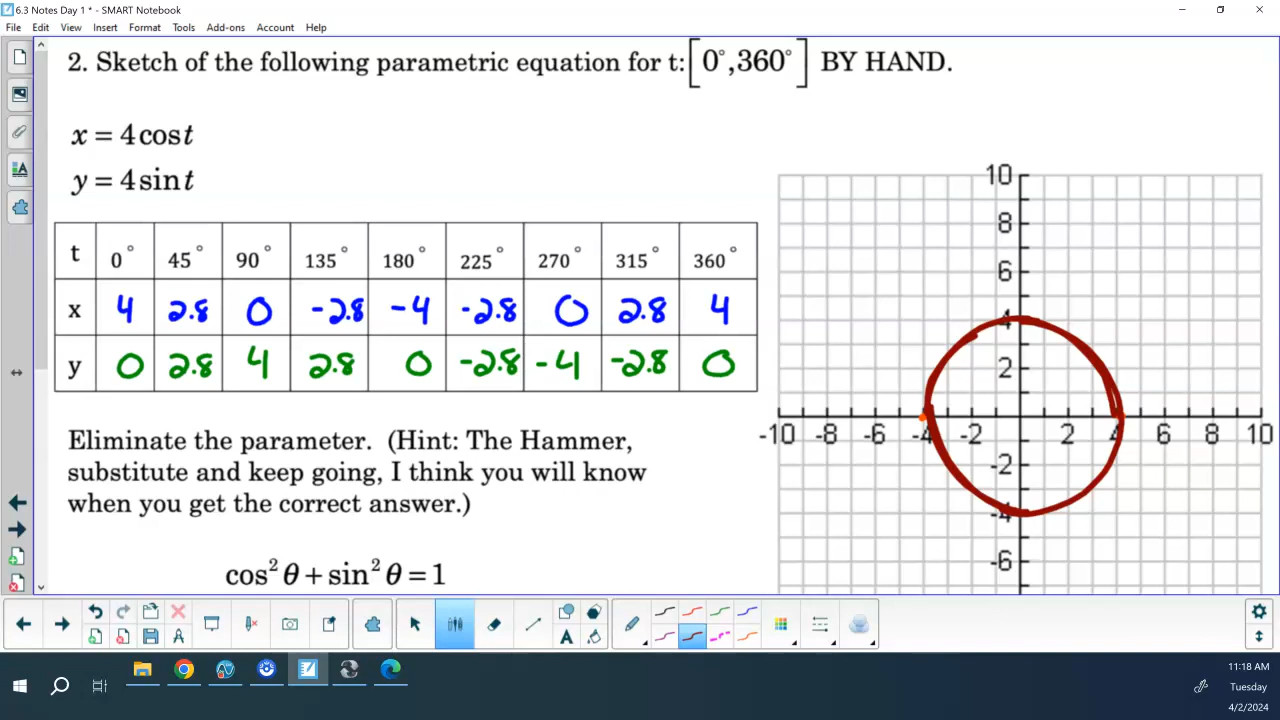 6.3 Notes Day 1 * - SMART Notebook
File Edit View Insert Format Tools Add-ons Account Help
2. Sketch of the following parametric equation for t: [0°, 360°] BY HAND.
x = 4cost
y = 4sint
t 0° 45° 90° 135° 180° 225° 270° 315° 360°
x 4 2.8 0 -2.8 -4 -2.8 0 2.8 4
y 0 2.8 4 2.8 0 -2.8 -4 -2.8 0
10
8
6
4
2
-10 -8 -6 -4 -2 2 4 6 8 10
-2
-4
-6
Eliminate the parameter. (Hint: The Hammer,
substitute and keep going, I think you will know
when you get the correct answer.)
cos²θ + sin²θ = 1
11:18 AM
Tuesday
4/2/2024